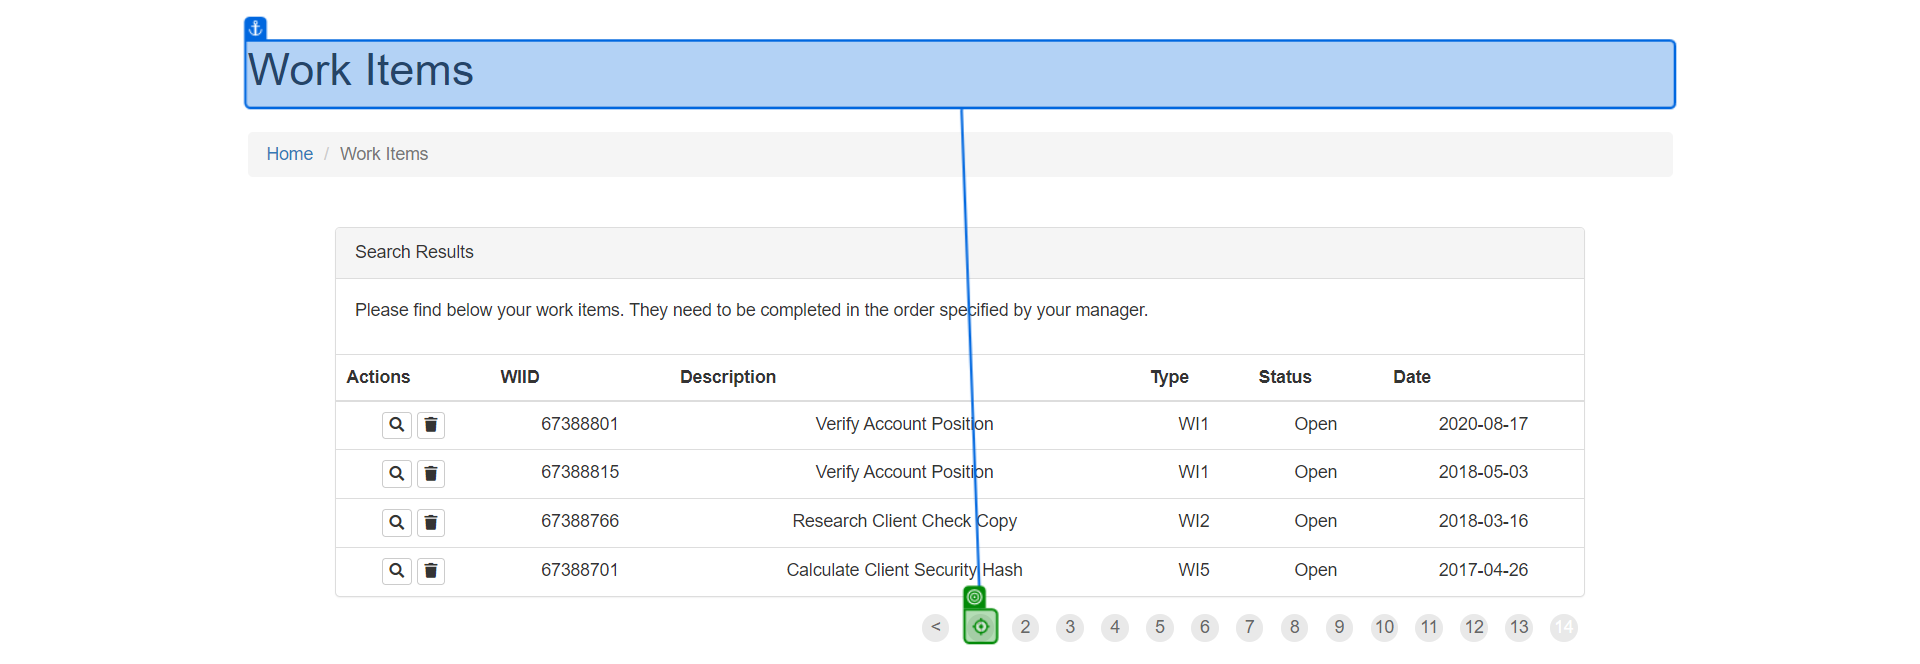 Work Items
Home / Work Items
Search Results
Please find below your work items. They need to be completed in the order specified by your manager.
Actions WIID Description Type Status Date
67388801 Verify Account Position WI1 Open 2020-08-17
67388815 Verify Account Position WI1 Open 2018-05-03
67388766 Research Client Check Copy WI2 Open 2018-03-16
67388701 Calculate Client Security Hash WI5 Open 2017-04-26
< 2 3 4 5 6 7 8 9 10 11 12 13 14